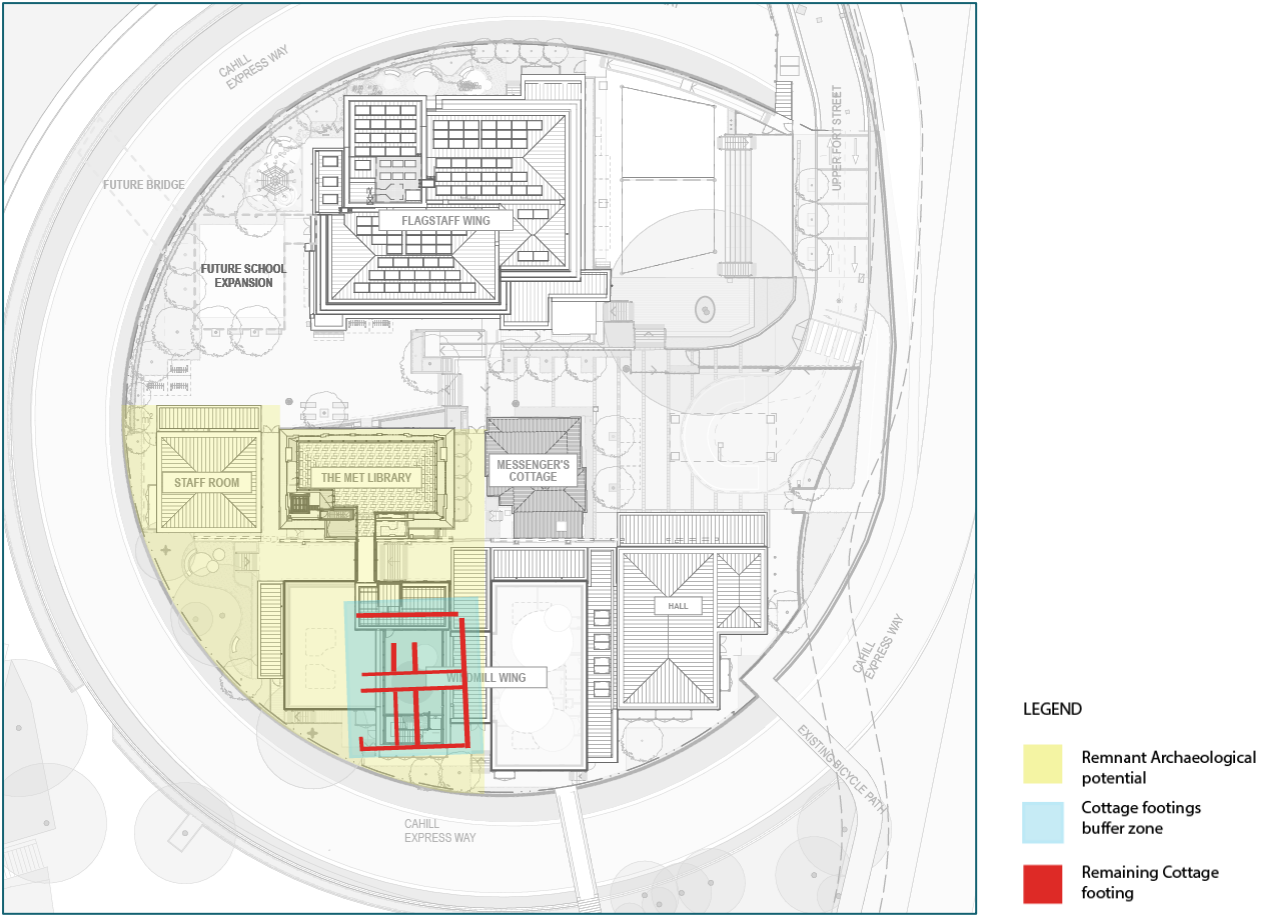 CAHILL
EXPRESS WAY
UPPER FORT STREET
FUTURE BRIDGE
FLAGSTAFF WING
FUTURE SCHOOL
EXPANSION
STAFF ROOM
THE MET LIBRARY
MESSENGER'S
COTTAGE
HALL
CAHILL
EXPRESS WAY
WINDMILL WING
EXISTING BICYCLE PATH
CAHILL
EXPRESS WAY
LEGEND
Remnant Archaeological
potential
Cottage footings
buffer zone
Remaining Cottage
footing